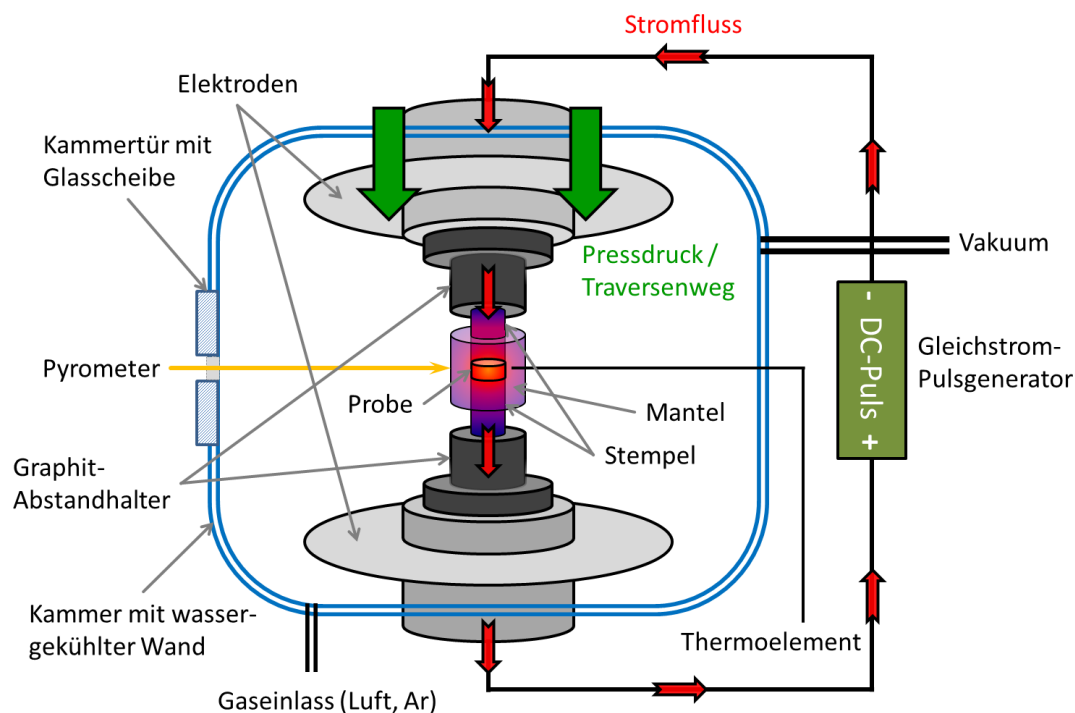 Stromfluss
Elektroden
Kammertür mit
Glasscheibe
Pressdruck /
Traversenweg
Vakuum
- DC-Puls +
Gleichstrom-
Pulsgenerator
Pyrometer
Probe
Mantel
Stempel
Graphit-
Abstandhalter
Kammer mit wasser-
gekühlter Wand
Thermoelement
Gaseinlass (Luft, Ar)